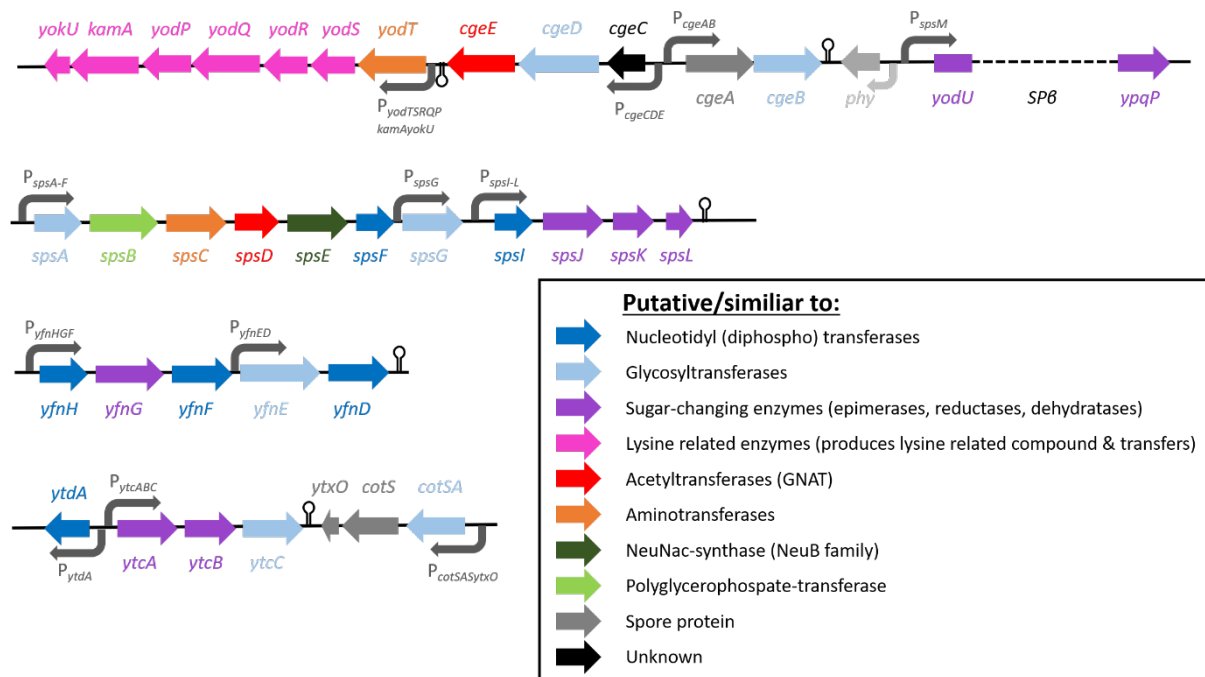 yokU kamA yodP yodQ yodR yodS yodT cgeE cgeD cgeC PcgeAB PspsM
PyodTSRQP
kamAyokU
PcgeCDE cgeA cgeB phy yodU SPβ ypqP
PspsA-F PspsG PspsI-L
spsA spsB spsC spsD spsE spsF spsG spsI spsJ spsK spsL
PyfnHGF PyfnED
yfnH yfnG yfnF yfnE yfnD
ytdA PytcABC ytxO cotS cotSA
PytdA ytcA ytcB ytcC PcotSASytxO
Putative/similiar to:
Nucleotidyl (diphospho) transferases
Glycosyltransferases
Sugar-changing enzymes (epimerases, reductases, dehydratases)
Lysine related enzymes (produces lysine related compound & transfers)
Acetyltransferases (GNAT)
Aminotransferases
NeuNac-synthase (NeuB family)
Polyglycerophospate-transferase
Spore protein
Unknown